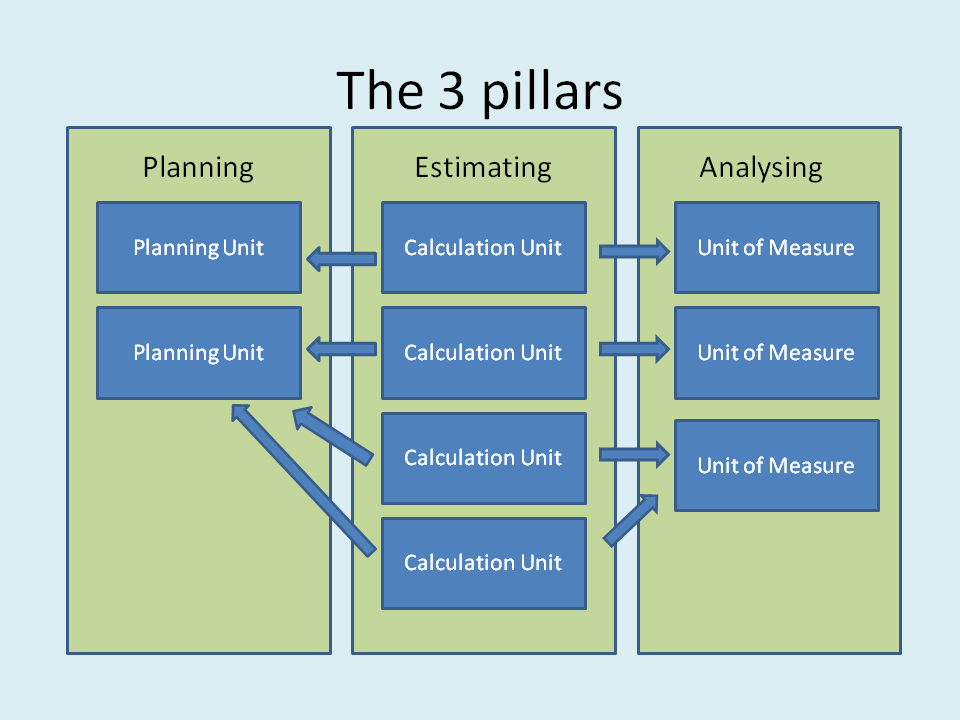 The 3 pillars
Planning
Estimating
Analysing
Planning Unit
Calculation Unit
Unit of Measure
Planning Unit
Calculation Unit
Unit of Measure
Calculation Unit
Unit of Measure
Calculation Unit